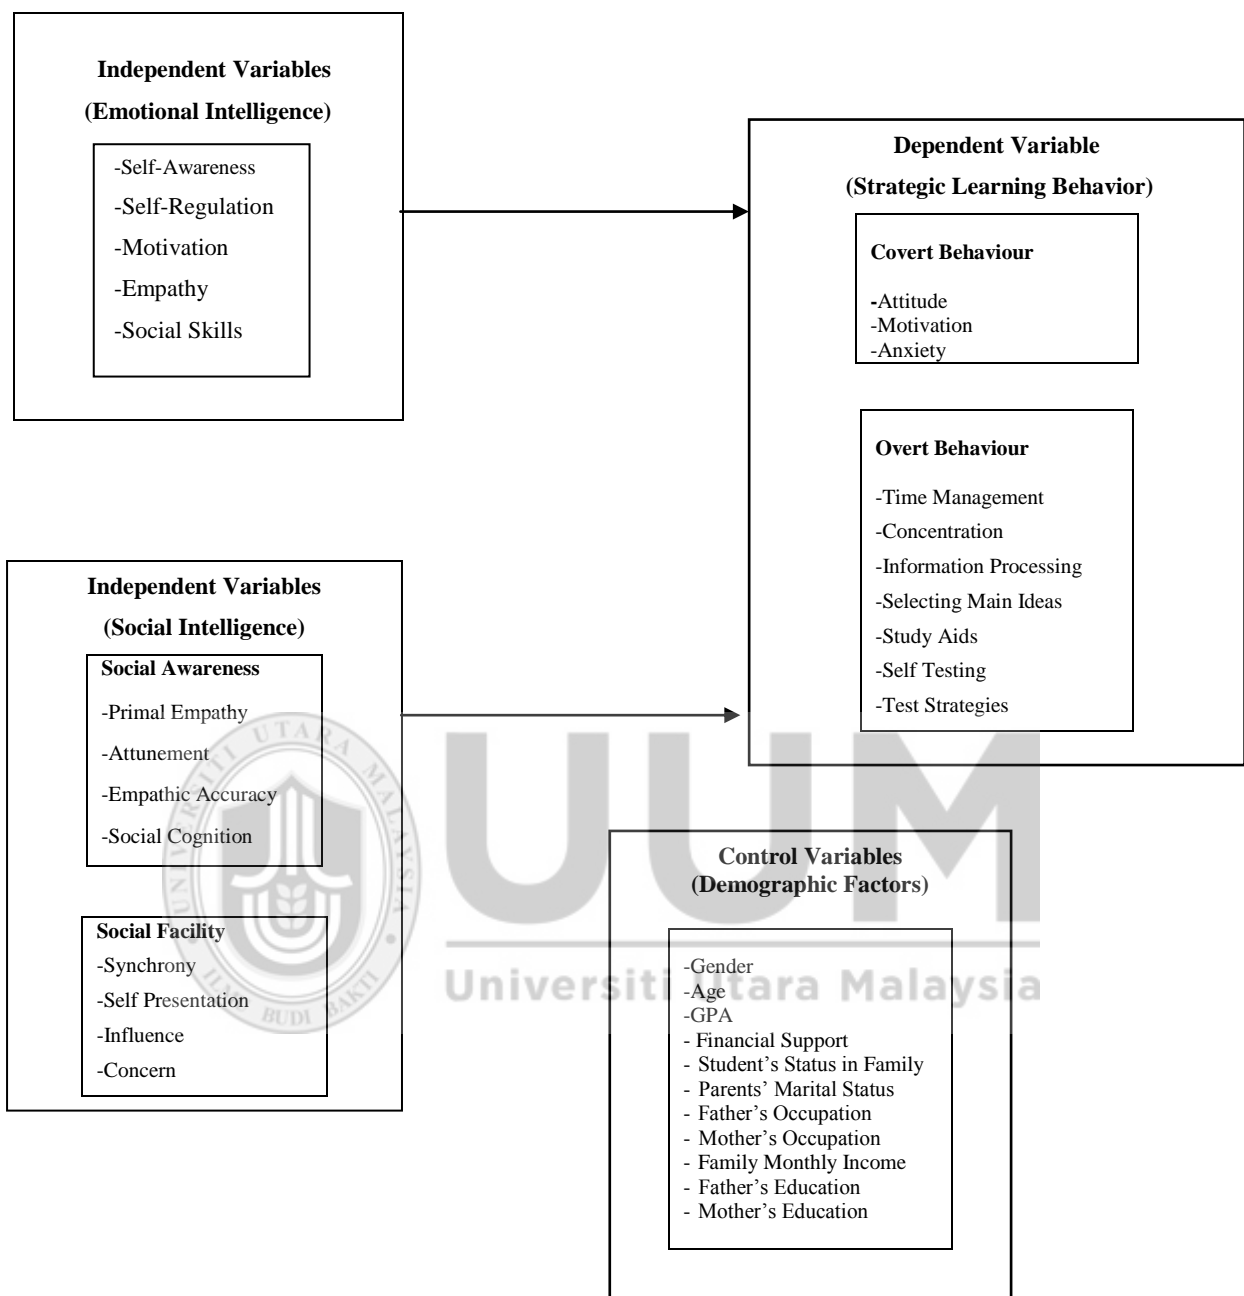 Independent Variables
(Emotional Intelligence)
-Self-Awareness
-Self-Regulation
-Motivation
-Empathy
-Social Skills
Dependent Variable
(Strategic Learning Behavior)
Covert Behaviour
-Attitude
-Motivation
-Anxiety
Overt Behaviour
-Time Management
-Concentration
-Information Processing
-Selecting Main Ideas
-Study Aids
-Self Testing
-Test Strategies
Independent Variables
(Social Intelligence)
Social Awareness
-Primal Empathy
-Attunement
-Empathic Accuracy
-Social Cognition
Social Facility
-Synchrony
-Self Presentation
-Influence
-Concern
Control Variables
(Demographic Factors)
-Gender
-Age
-GPA
- Financial Support
- Student’s Status in Family
- Parents’ Marital Status
- Father’s Occupation
- Mother’s Occupation
- Family Monthly Income
- Father’s Education
- Mother’s Education
UNIVERSITI UTARA MALAYSIA
ILMU BUDI BAKTI
UUM
Universiti Utara Malaysia